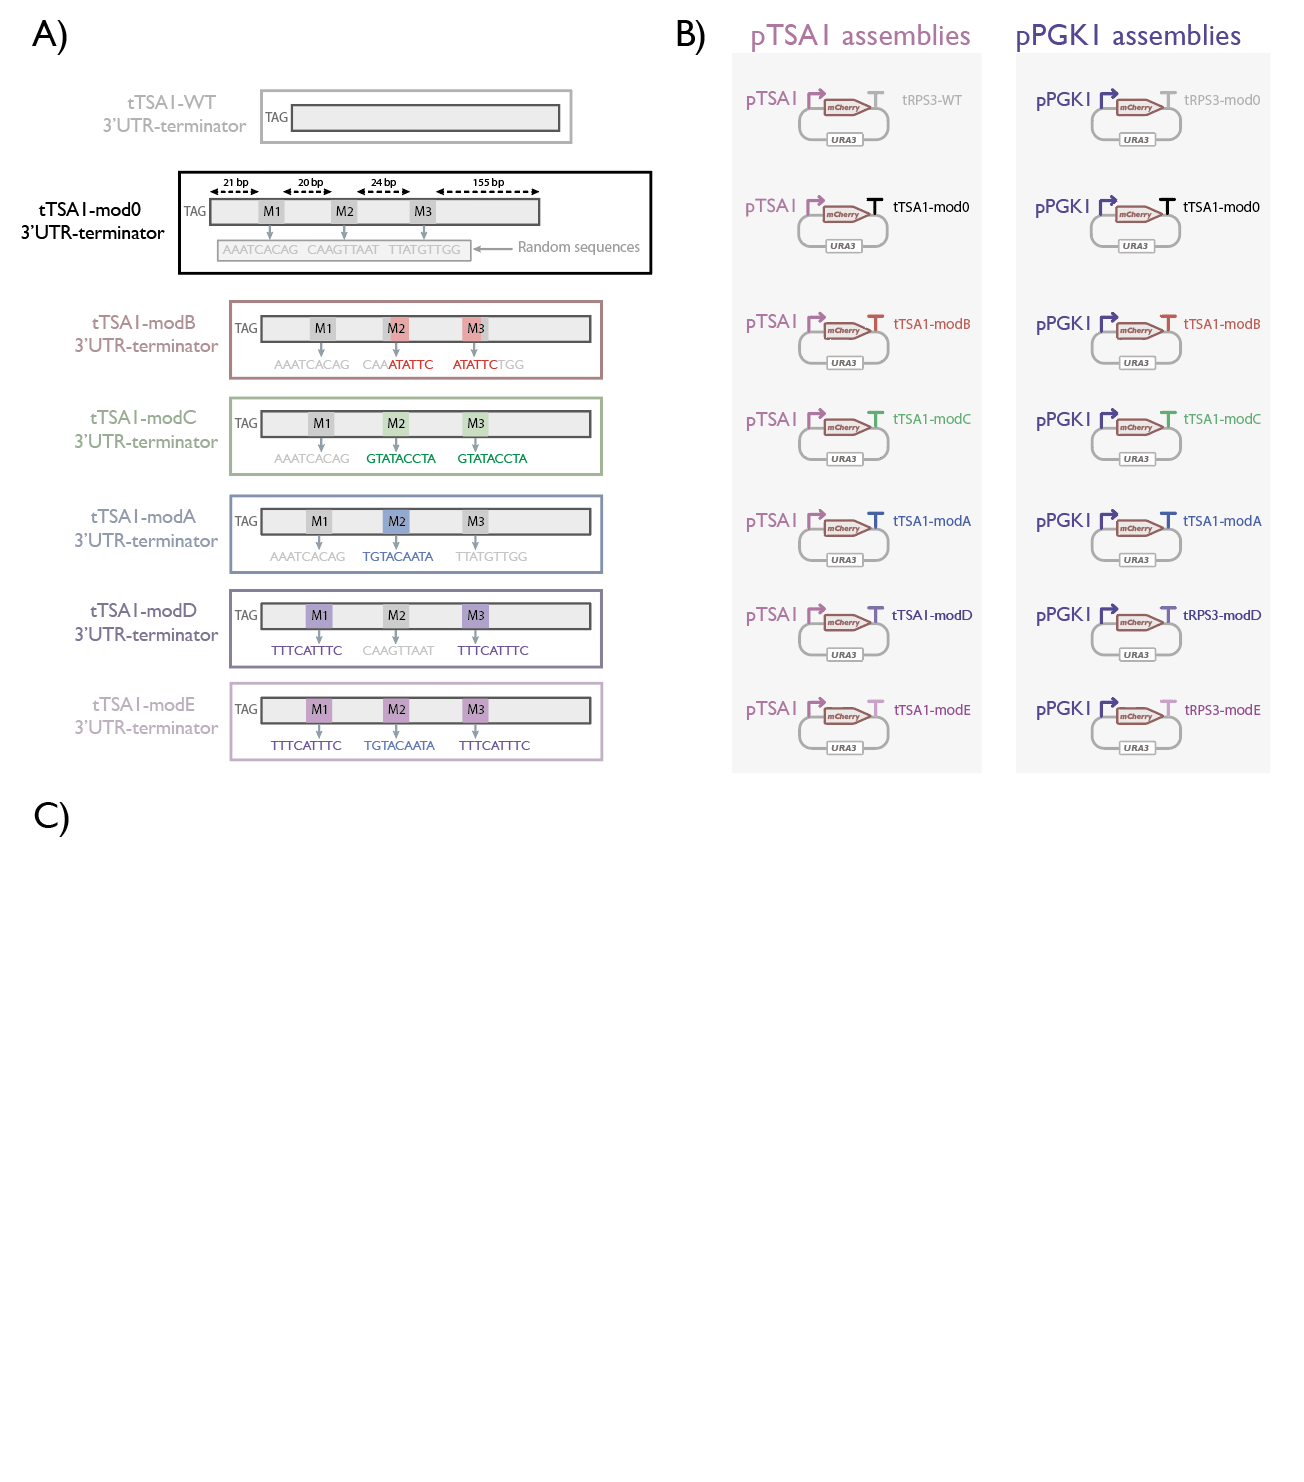 A)
tTSA1-WT
3'UTR-terminator
TAG
tTSA1-mod0
3'UTR-terminator
21 bp
20 bp
24 bp
155 bp
TAG
M1
M2
M3
AAATCACAG CAAGTTAAT TTATGTTGG
Random sequences
tTSA1-modB
3'UTR-terminator
TAG
M1
M2
M3
AAATCACAG CAAATATTC ATATTCTGG
tTSA1-modC
3'UTR-terminator
TAG
M1
M2
M3
AAATCACAG GTATACCTA GTATACCTA
tTSA1-modA
3'UTR-terminator
TAG
M1
M2
M3
AAATCACAG TGTACAATA TTATGTTGG
tTSA1-modD
3'UTR-terminator
TAG
M1
M2
M3
TTTCATTTC CAAGTTAAT TTTCATTTC
tTSA1-modE
3'UTR-terminator
TAG
M1
M2
M3
TTTCATTTC TGTACAATA TTTCATTTC
B)
pTSA1 assemblies
pTSA1
mCherry
tRPS3-WT
URA3
pTSA1
mCherry
tTSA1-mod0
URA3
pTSA1
mCherry
tTSA1-modB
URA3
pTSA1
mCherry
tTSA1-modC
URA3
pTSA1
mCherry
tTSA1-modA
URA3
pTSA1
mCherry
tTSA1-modD
URA3
pTSA1
mCherry
tTSA1-modE
URA3
pPGK1 assemblies
pPGK1
mCherry
tRPS3-mod0
URA3
pPGK1
mCherry
tTSA1-mod0
URA3
pPGK1
mCherry
tTSA1-modB
URA3
pPGK1
mCherry
tTSA1-modC
URA3
pPGK1
mCherry
tTSA1-modA
URA3
pPGK1
mCherry
tRPS3-modD
URA3
pPGK1
mCherry
tRPS3-modE
URA3
C)